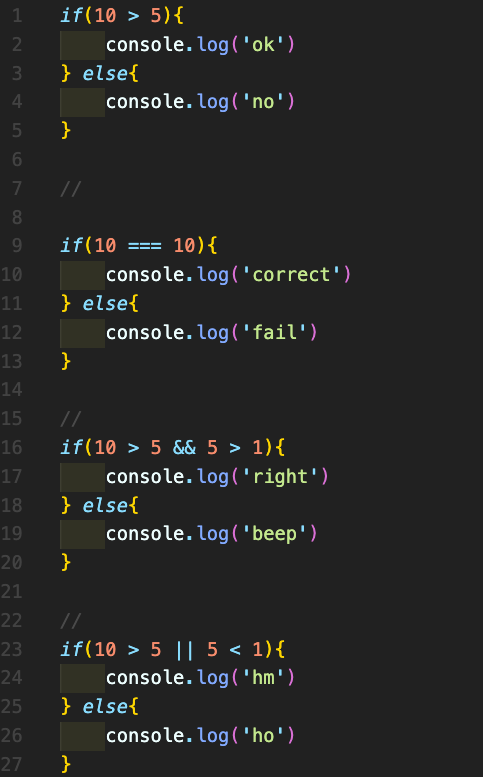 1 if(10 > 5){
2     console.log('ok')
3 } else{
4     console.log('no')
5 }
6
7 //
8
9 if(10 === 10){
10     console.log('correct')
11 } else{
12     console.log('fail')
13 }
14
15 //
16 if(10 > 5 && 5 > 1){
17     console.log('right')
18 } else{
19     console.log('beep')
20 }
21
22 //
23 if(10 > 5 || 5 < 1){
24     console.log('hm')
25 } else{
26     console.log('ho')
27 }